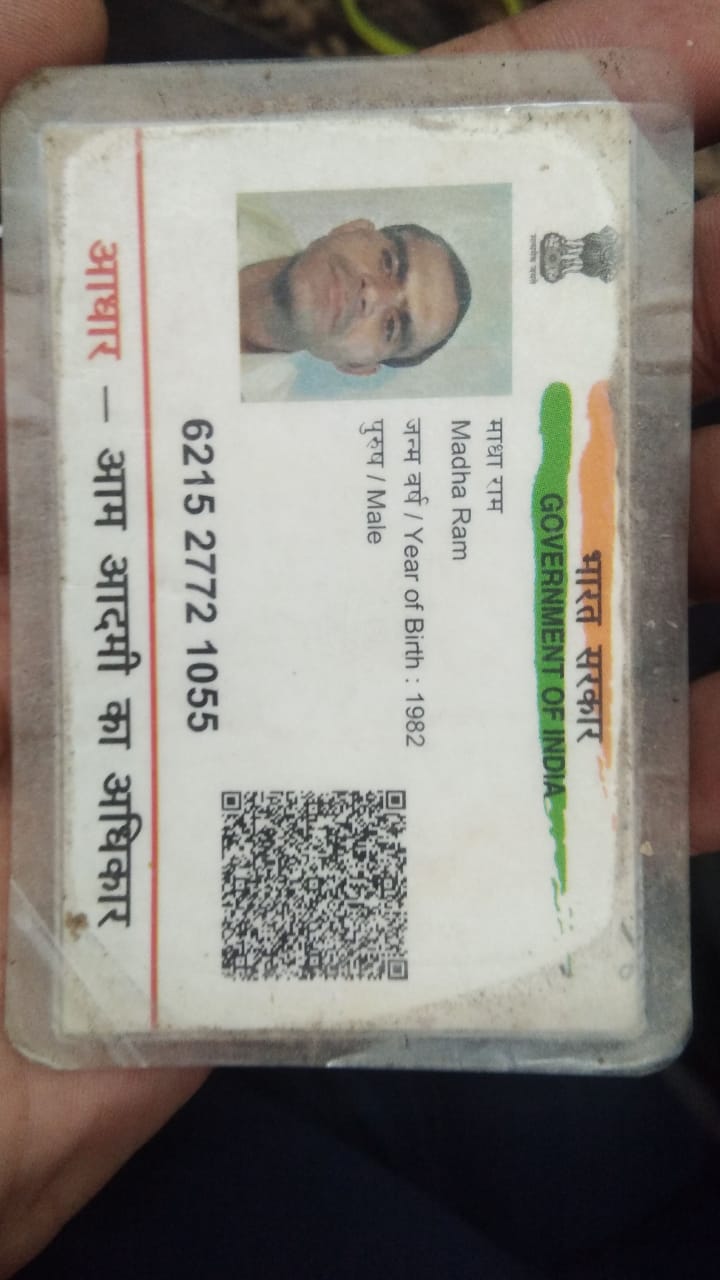 भारत सरकार
GOVERNMENT OF INDIA
सत्यमेव जयते
माधा राम
Madha Ram
जन्म वर्ष / Year of Birth : 1982
पुरुष / Male
6215 2772 1055
आधार – आम आदमी का अधिकार